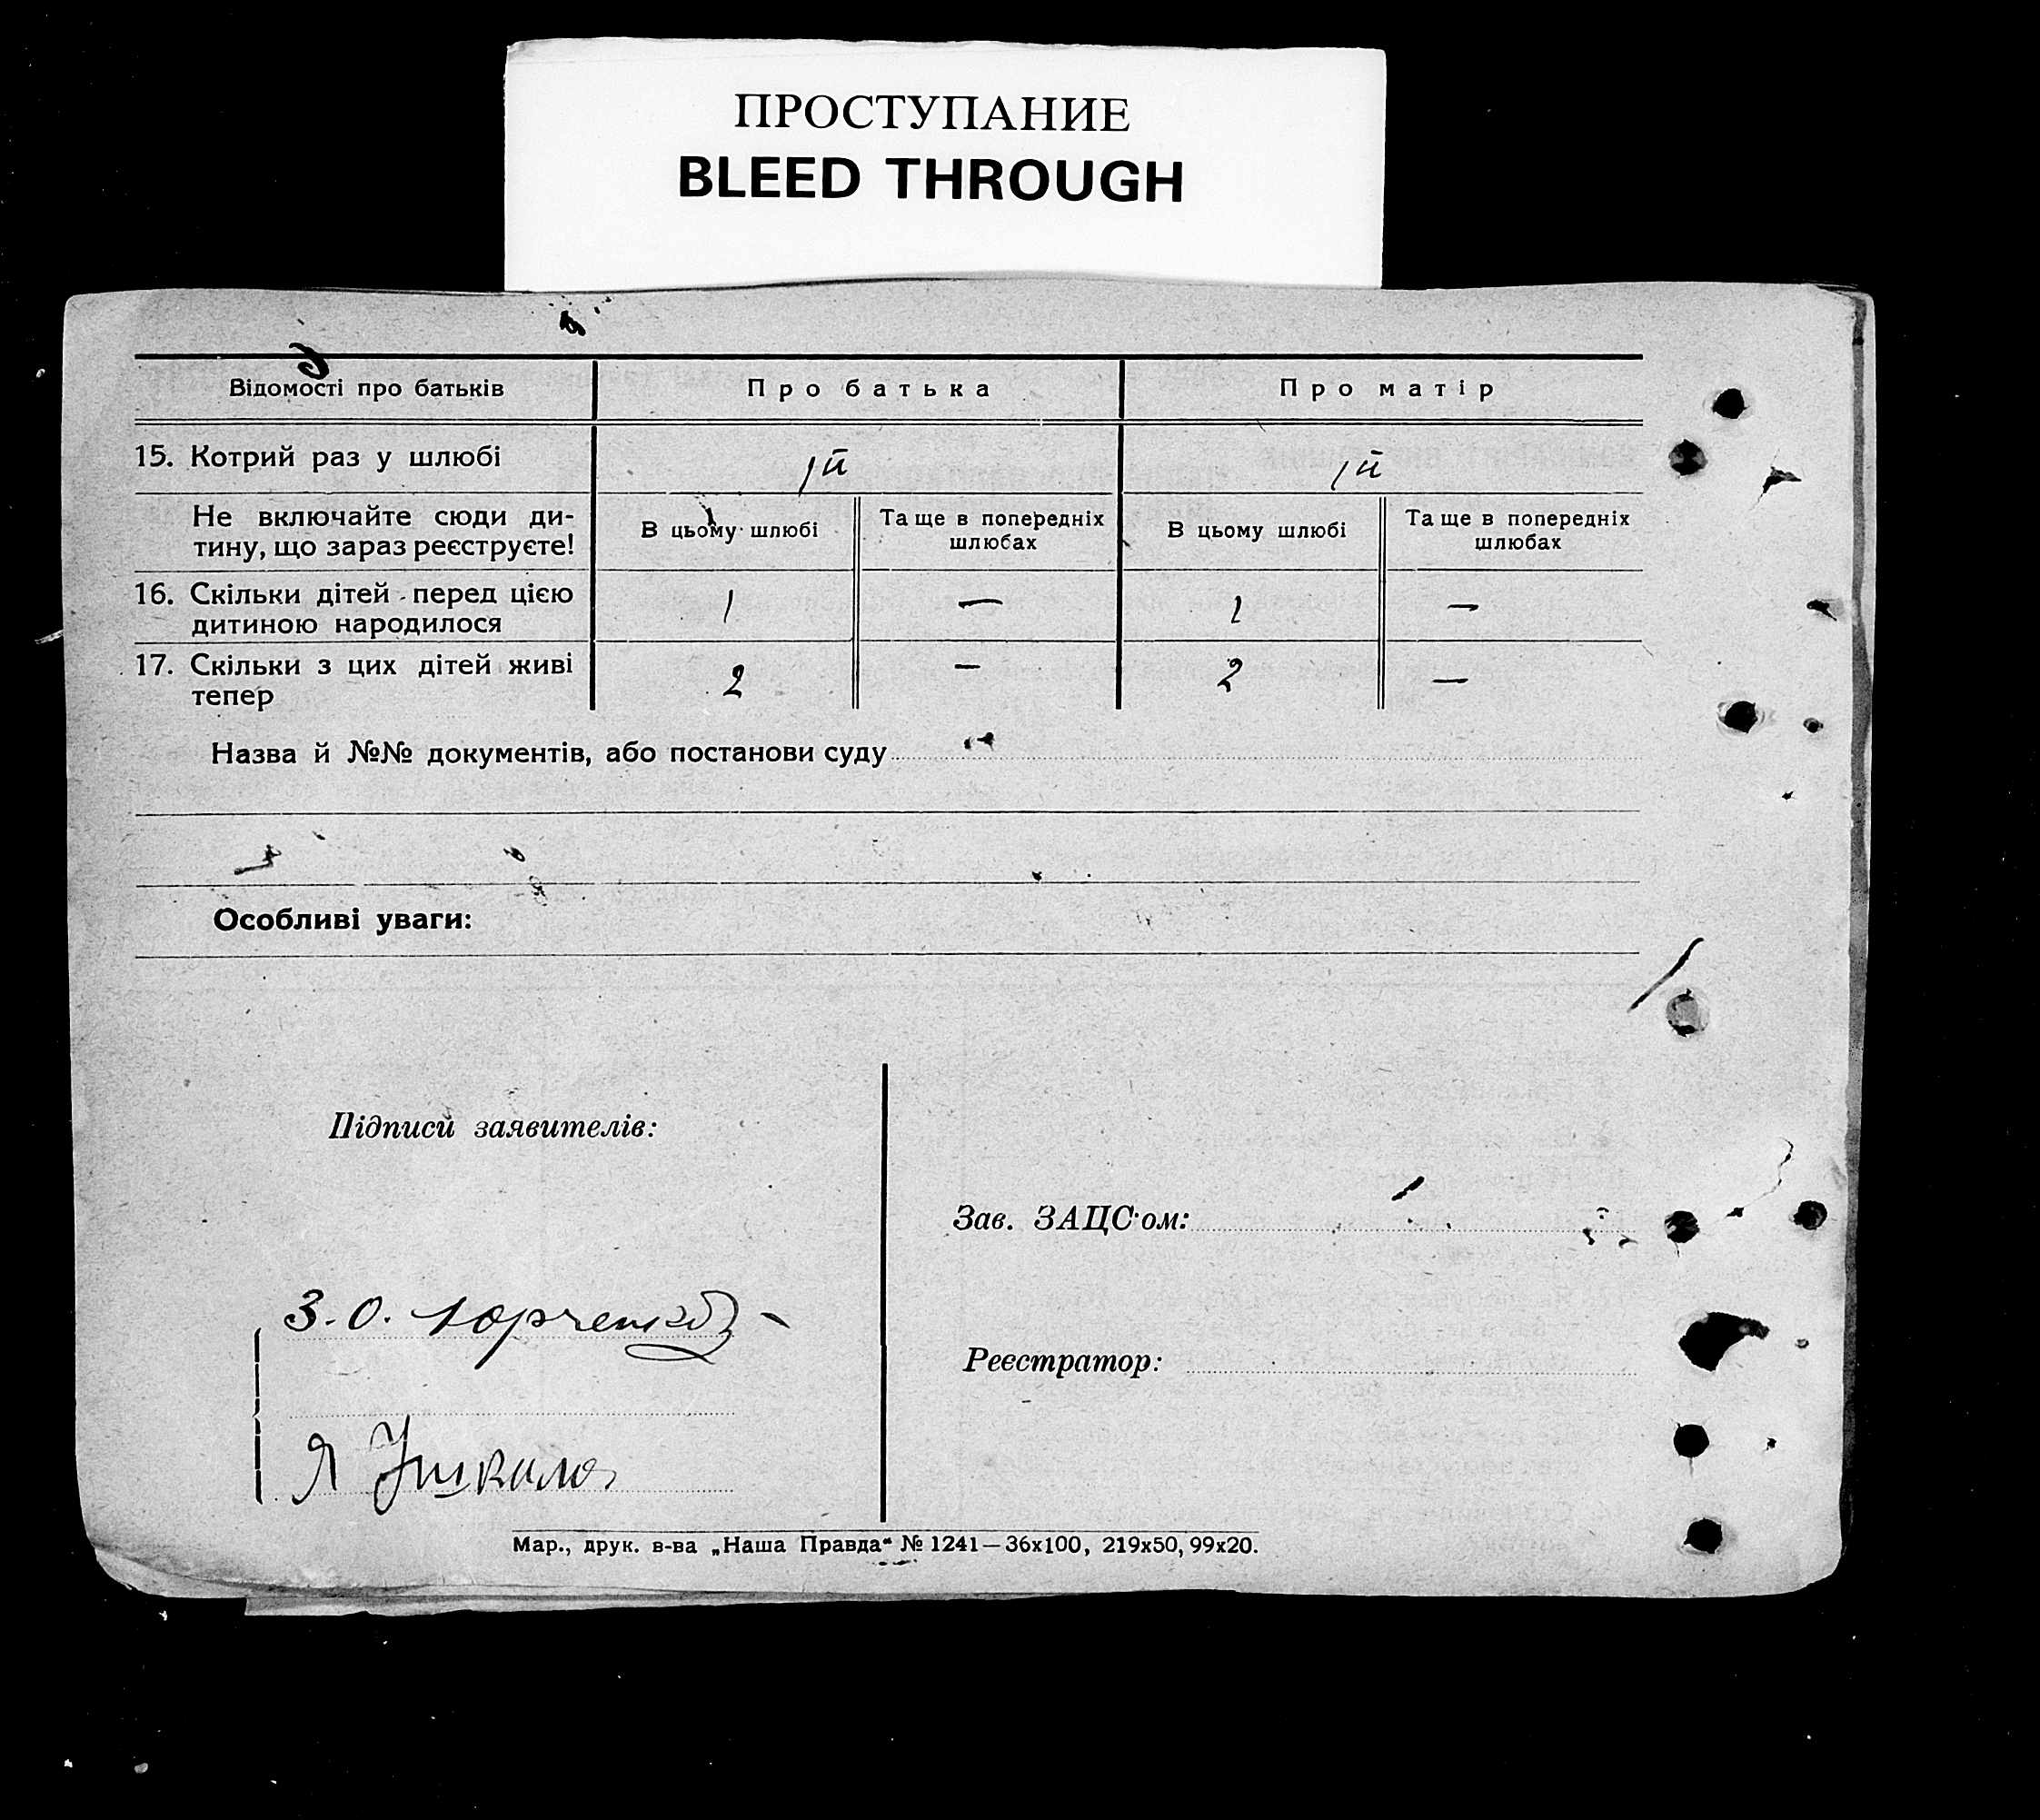 ПРОСТУПАНИЕ
BLEED THROUGH
Відомості про батьків Про батька Про матір
15. Котрий раз у шлюбі 1й 1й
Не включайте сюди ди-
тину, що зараз реєструєте!
В цьому шлюбі Та ще в попередніх
шлюбах
В цьому шлюбі Та ще в попередніх
шлюбах
16. Скільки дітей перед цією
дитиною народилося
1 — 1 —
17. Скільки з цих дітей живі
тепер
2 — 2 —
Назва й №№ документів, або постанови суду
Особливі уваги:
Підписи заявителів:
Зав. ЗАЦС'ом:
З. О.
Реєстратор:
Я
Мар., друк. в-ва „Наша Правда“ № 1241—36х100, 219х50, 99х20.